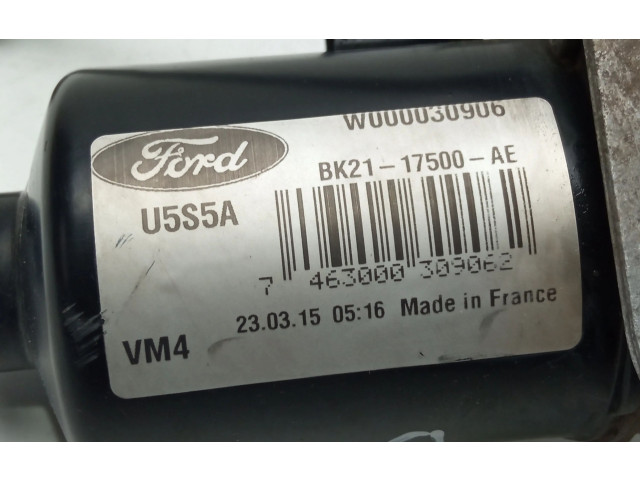 W000030906
Ford
BK21-17500-AE
U5S5A
7 463000 309062
23.03.15 05:16 Made in France
VM4